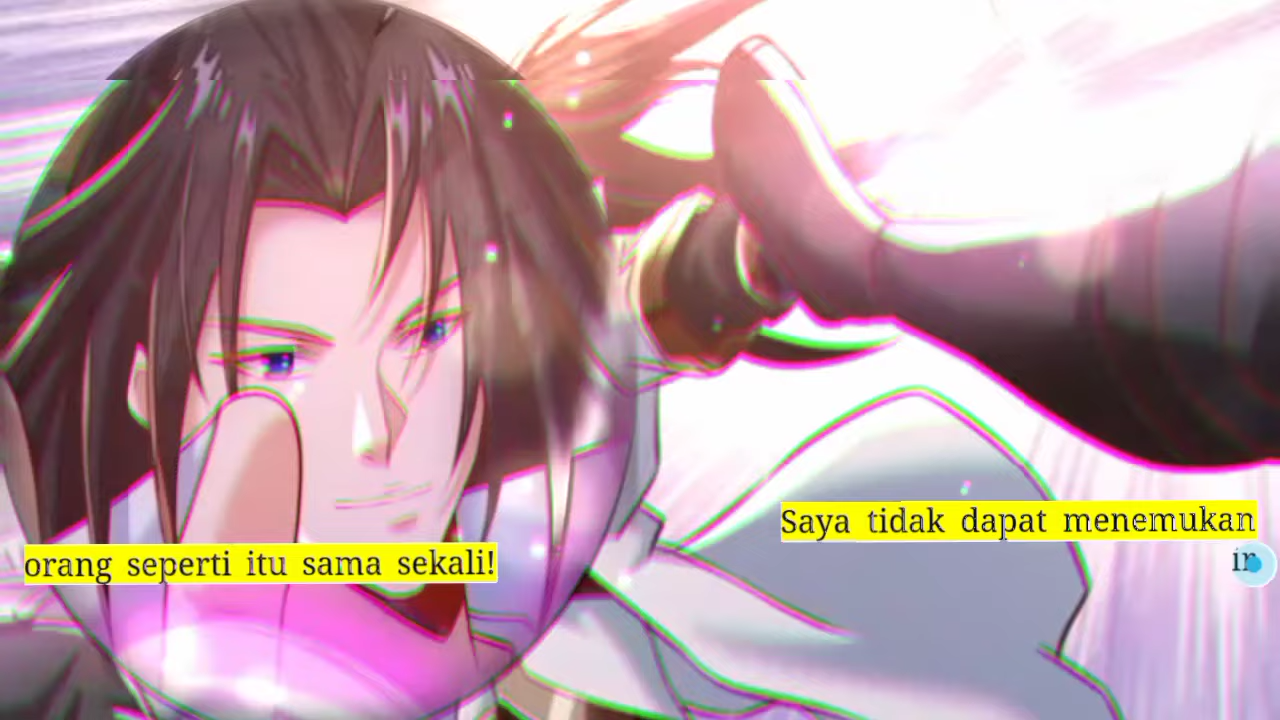 orang seperti itu sama sekali!
Saya tidak dapat menemukan